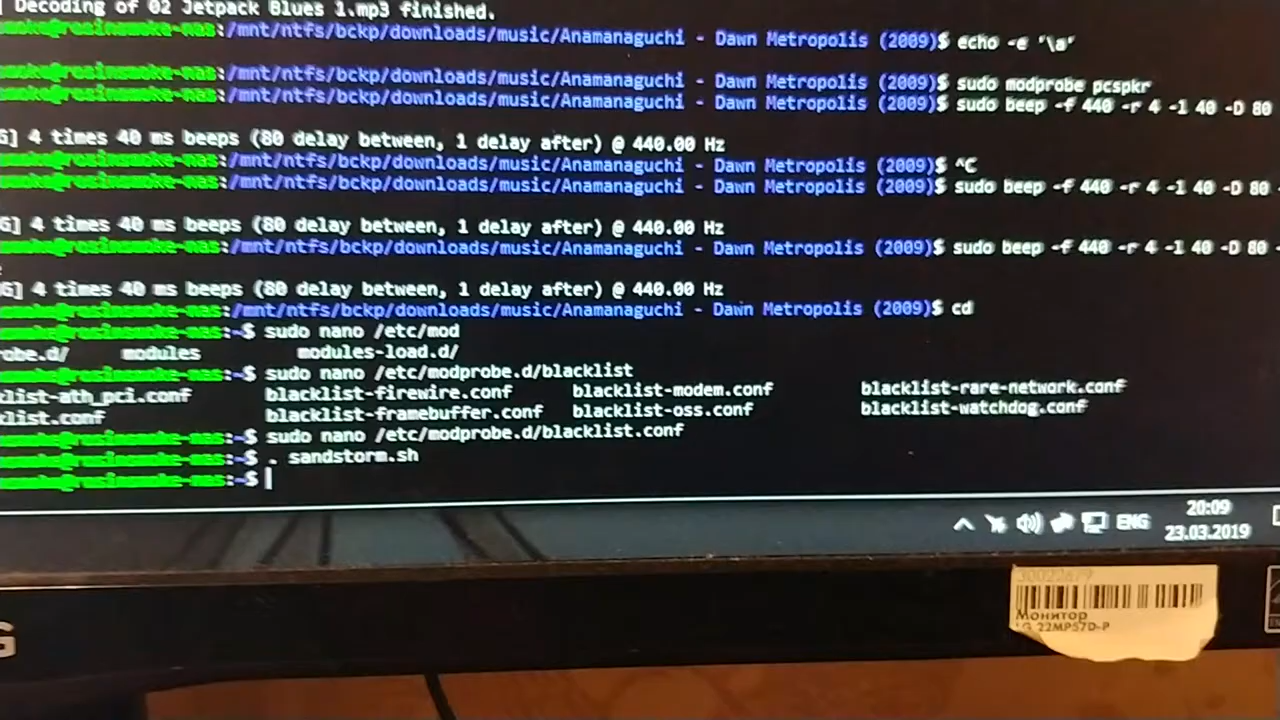 Decoding of 02 Jetpack Blues 1.mp3 finished.
:/mnt/ntfs/bckp/downloads/music/Anamanaguchi - Dawn Metropolis (2009)$ echo -e '\a'
:/mnt/ntfs/bckp/downloads/music/Anamanaguchi - Dawn Metropolis (2009)$ sudo modprobe pcspkr
:/mnt/ntfs/bckp/downloads/music/Anamanaguchi - Dawn Metropolis (2009)$ sudo beep -f 440 -r 4 -l 40 -D 80
G] 4 times 40 ms beeps (80 delay between, 1 delay after) @ 440.00 Hz
:/mnt/ntfs/bckp/downloads/music/Anamanaguchi - Dawn Metropolis (2009)$ ^C
:/mnt/ntfs/bckp/downloads/music/Anamanaguchi - Dawn Metropolis (2009)$ sudo beep -f 440 -r 4 -l 40 -D 80 -
G] 4 times 40 ms beeps (80 delay between, 1 delay after) @ 440.00 Hz
:/mnt/ntfs/bckp/downloads/music/Anamanaguchi - Dawn Metropolis (2009)$ sudo beep -f 440 -r 4 -l 40 -D 80 -
G] 4 times 40 ms beeps (80 delay between, 1 delay after) @ 440.00 Hz
:/mnt/ntfs/bckp/downloads/music/Anamanaguchi - Dawn Metropolis (2009)$ cd
:~$ sudo nano /etc/mod
robe.d/ modules modules-load.d/
:~$ sudo nano /etc/modprobe.d/blacklist
klist-ath_pci.conf blacklist-firewire.conf blacklist-modem.conf blacklist-rare-network.conf
klist.conf blacklist-framebuffer.conf blacklist-oss.conf blacklist-watchdog.conf
:~$ sudo nano /etc/modprobe.d/blacklist.conf
:~$ . sandstorm.sh
:~$
ENG 20:09
23.03.2019
G
Монитор
LG 22MP57D-P